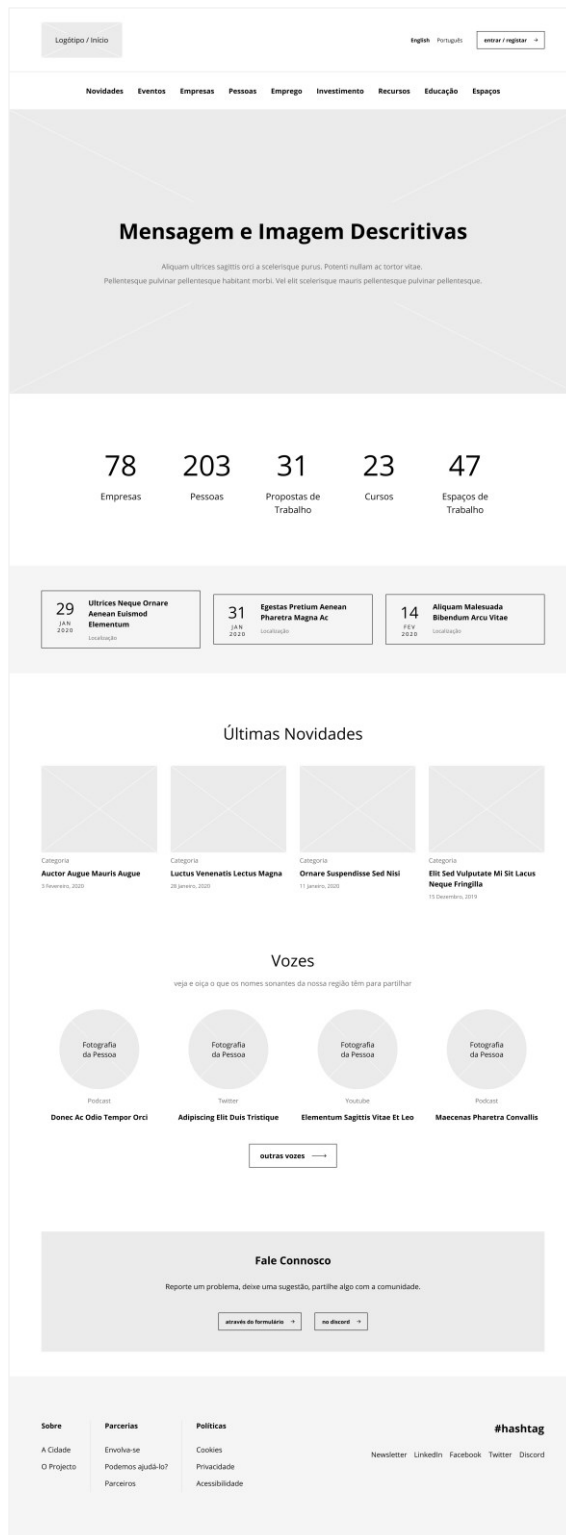 Logótipo / Início
English Português entrar / registar →
Novidades Eventos Empresas Pessoas Emprego Investimento Recursos Educação Espaços
Mensagem e Imagem Descritivas
Aliquam ultrices sagittis orci a scelerisque purus. Potenti nullam ac tortor vitae.
Pellentesque pulvinar pellentesque habitant morbi. Vel elit scelerisque mauris pellentesque pulvinar pellentesque.
78
Empresas
203
Pessoas
31
Propostas de
Trabalho
23
Cursos
47
Espaços de
Trabalho
29
JAN
2020
Ultrices Neque Ornare
Aenean Euismod
Elementum
Localização
31
JAN
2020
Egestas Pretium Aenean
Pharetra Magna Ac
Localização
14
FEV
2020
Aliquam Malesuada
Bibendum Arcu Vitae
Localização
Últimas Novidades
Categoria
Auctor Augue Mauris Augue
3 fevereiro, 2020
Categoria
Luctus Venenatis Lectus Magna
28 Janeiro, 2020
Categoria
Ornare Suspendisse Sed Nisi
11 Janeiro, 2020
Categoria
Elit Sed Vulputate Mi Sit Lacus
Neque Fringilla
15 Dezembro, 2019
Vozes
veja e oiça o que os nomes sonantes da nossa região têm para partilhar
Fotografia
da Pessoa
Podcast
Donec Ac Odio Tempor Orci
Fotografia
da Pessoa
Twitter
Adipiscing Elit Duis Tristique
Fotografia
da Pessoa
Youtube
Elementum Sagittis Vitae Et Leo
Fotografia
da Pessoa
Podcast
Maecenas Pharetra Convallis
outras vozes →
Fale Connosco
Reporte um problema, deixe uma sugestão, partilhe algo com a comunidade.
através do formulário → no discord →
Sobre
A Cidade
O Projecto
Parcerias
Envolva-se
Podemos ajudá-lo?
Parceiros
Políticas
Cookies
Privacidade
Acessibilidade
#hashtag
Newsletter LinkedIn Facebook Twitter Discord